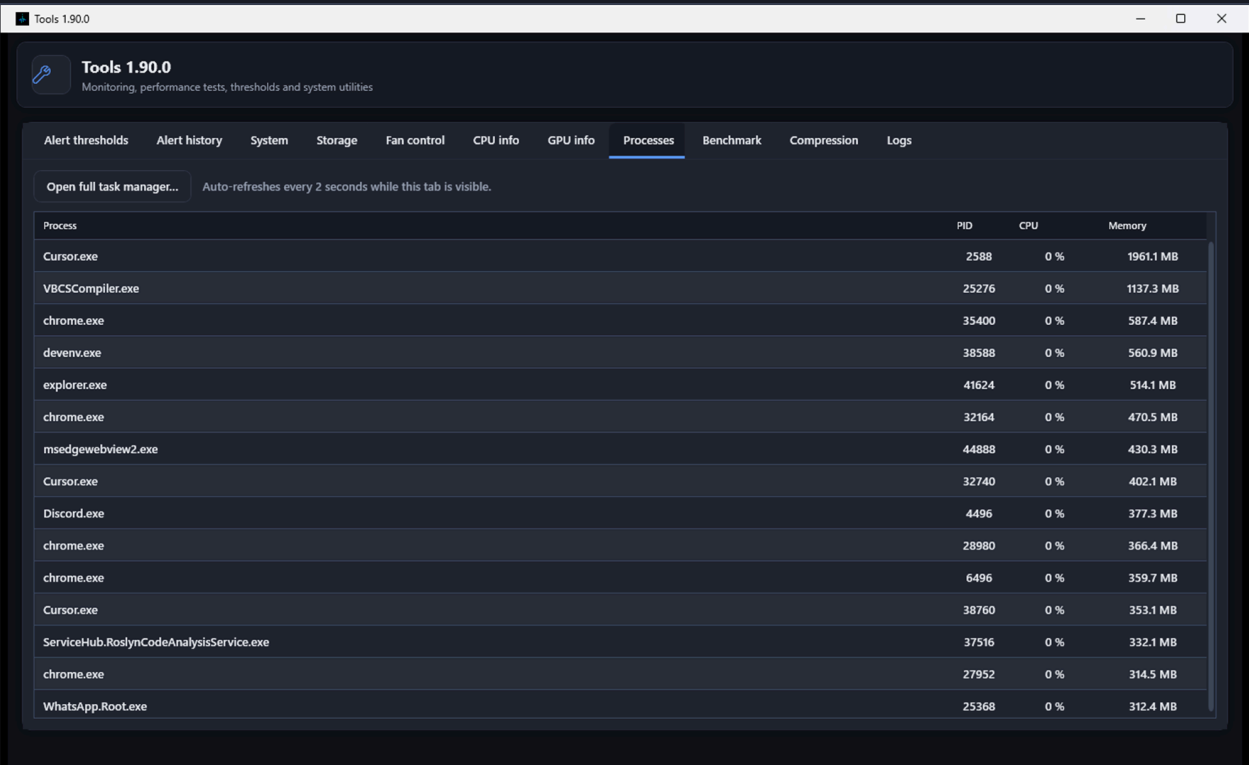 Tools 1.90.0
Tools 1.90.0
Monitoring, performance tests, thresholds and system utilities
Alert thresholds Alert history System Storage Fan control CPU info GPU info Processes Benchmark Compression Logs
Open full task manager... Auto-refreshes every 2 seconds while this tab is visible.
Process PID CPU Memory
Cursor.exe 2588 0 % 1961.1 MB
VBCSCompiler.exe 25276 0 % 1137.3 MB
chrome.exe 35400 0 % 587.4 MB
devenv.exe 38588 0 % 560.9 MB
explorer.exe 41624 0 % 514.1 MB
chrome.exe 32164 0 % 470.5 MB
msedgewebview2.exe 44888 0 % 430.3 MB
Cursor.exe 32740 0 % 402.1 MB
Discord.exe 4496 0 % 377.3 MB
chrome.exe 28980 0 % 366.4 MB
chrome.exe 6496 0 % 359.7 MB
Cursor.exe 38760 0 % 353.1 MB
ServiceHub.RoslynCodeAnalysisService.exe 37516 0 % 332.1 MB
chrome.exe 27952 0 % 314.5 MB
WhatsApp.Root.exe 25368 0 % 312.4 MB